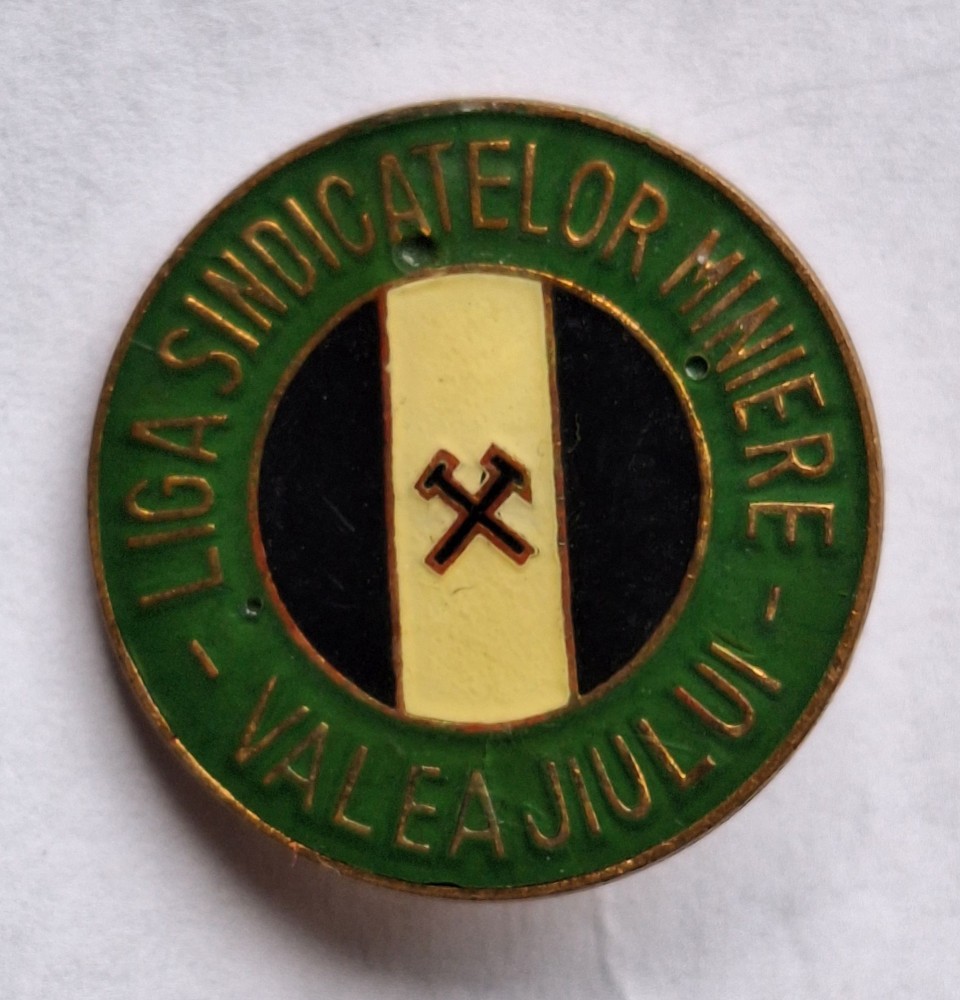 LIGA SINDICATELOR MINIERE
- VALEA JIULUI -